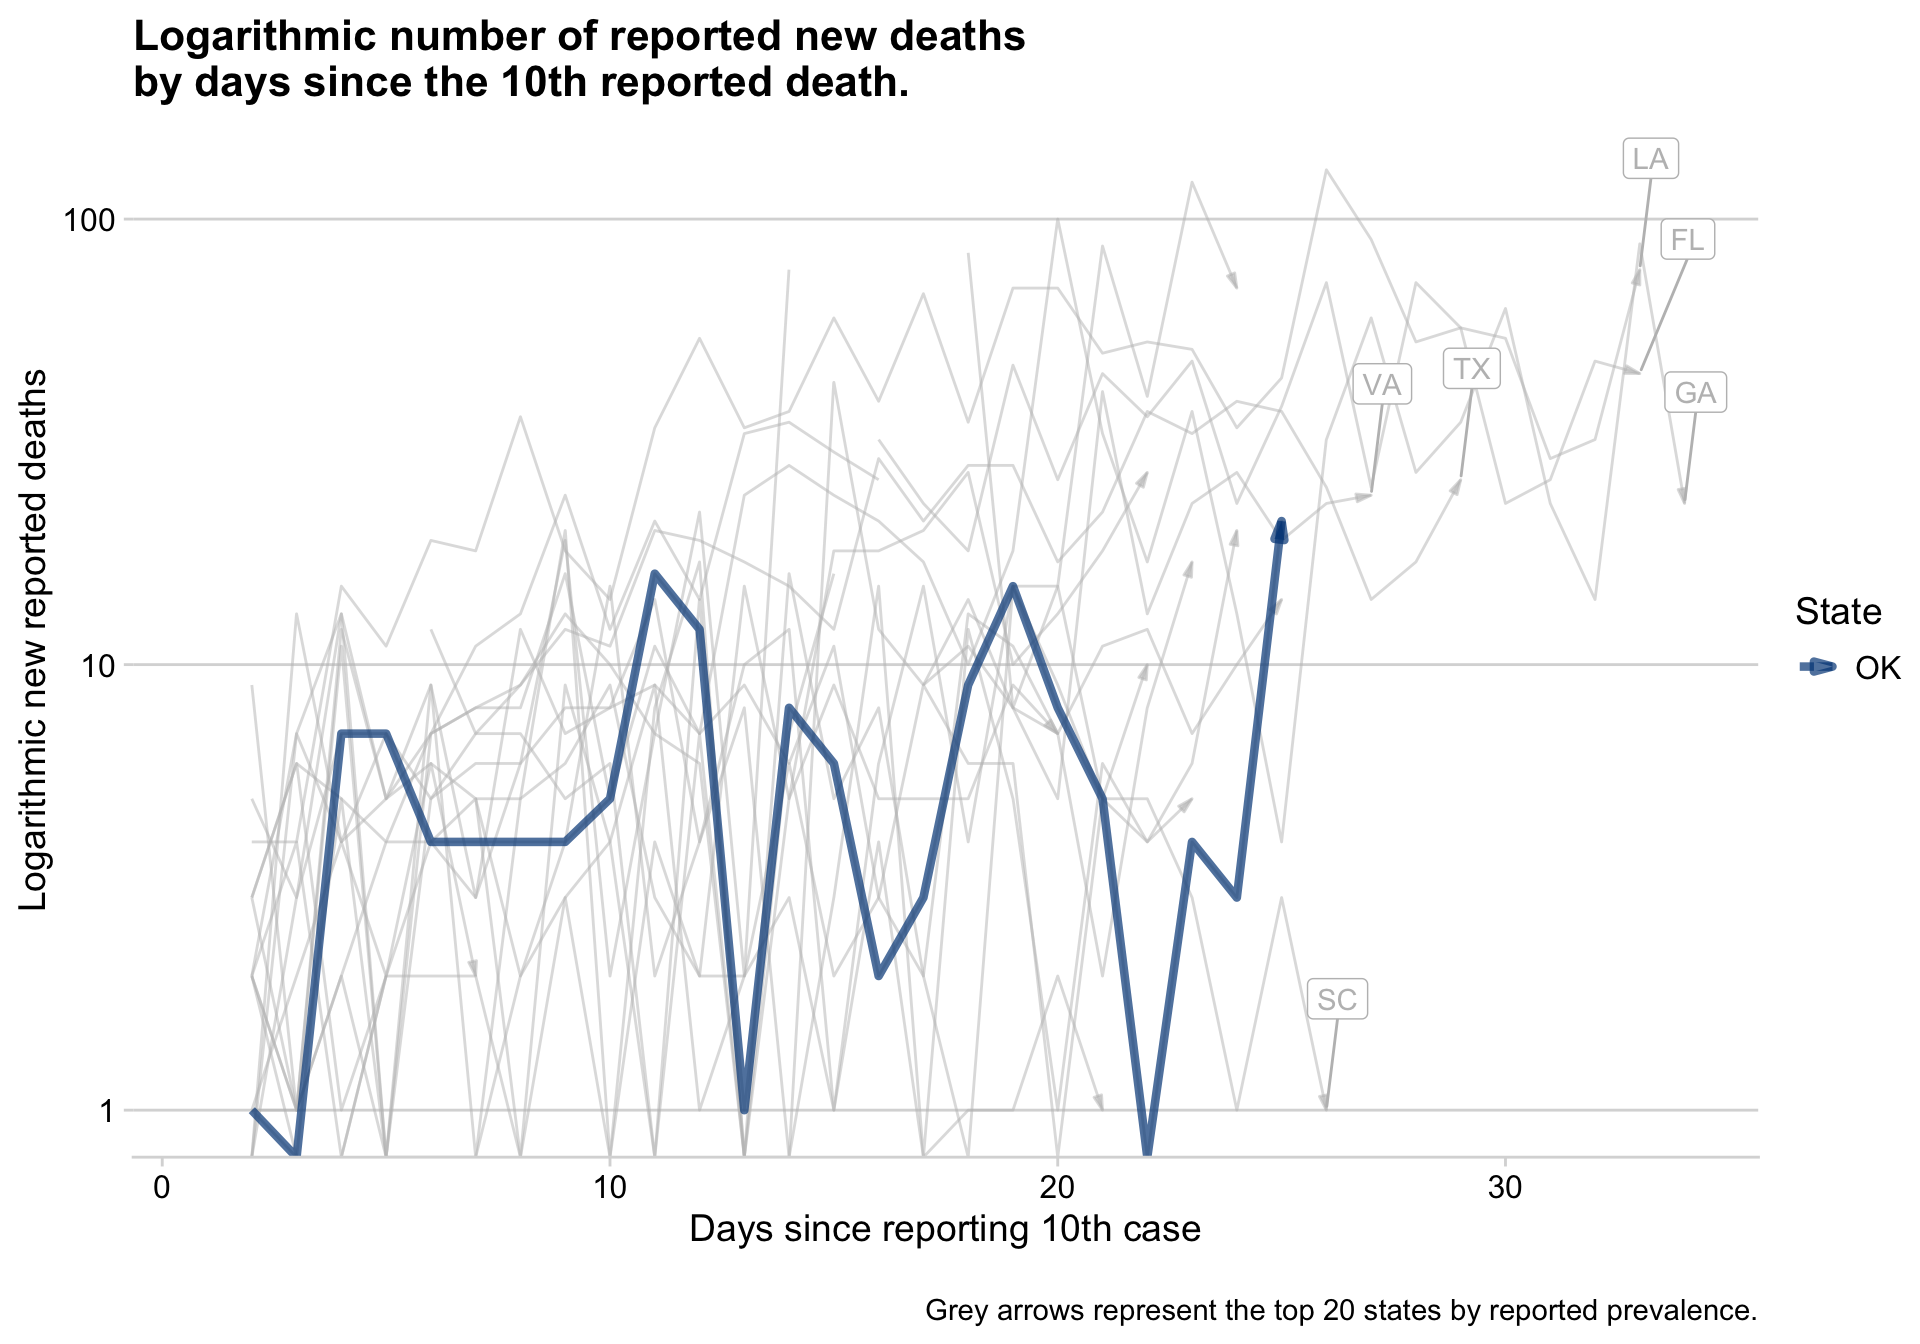 Logarithmic number of reported new deaths
by days since the 10th reported death.
LA
100
FL
TX
VA
GA
Logarithmic new reported deaths
State
10
OK
SC
1
0
10
20
30
Days since reporting 10th case
Grey arrows represent the top 20 states by reported prevalence.